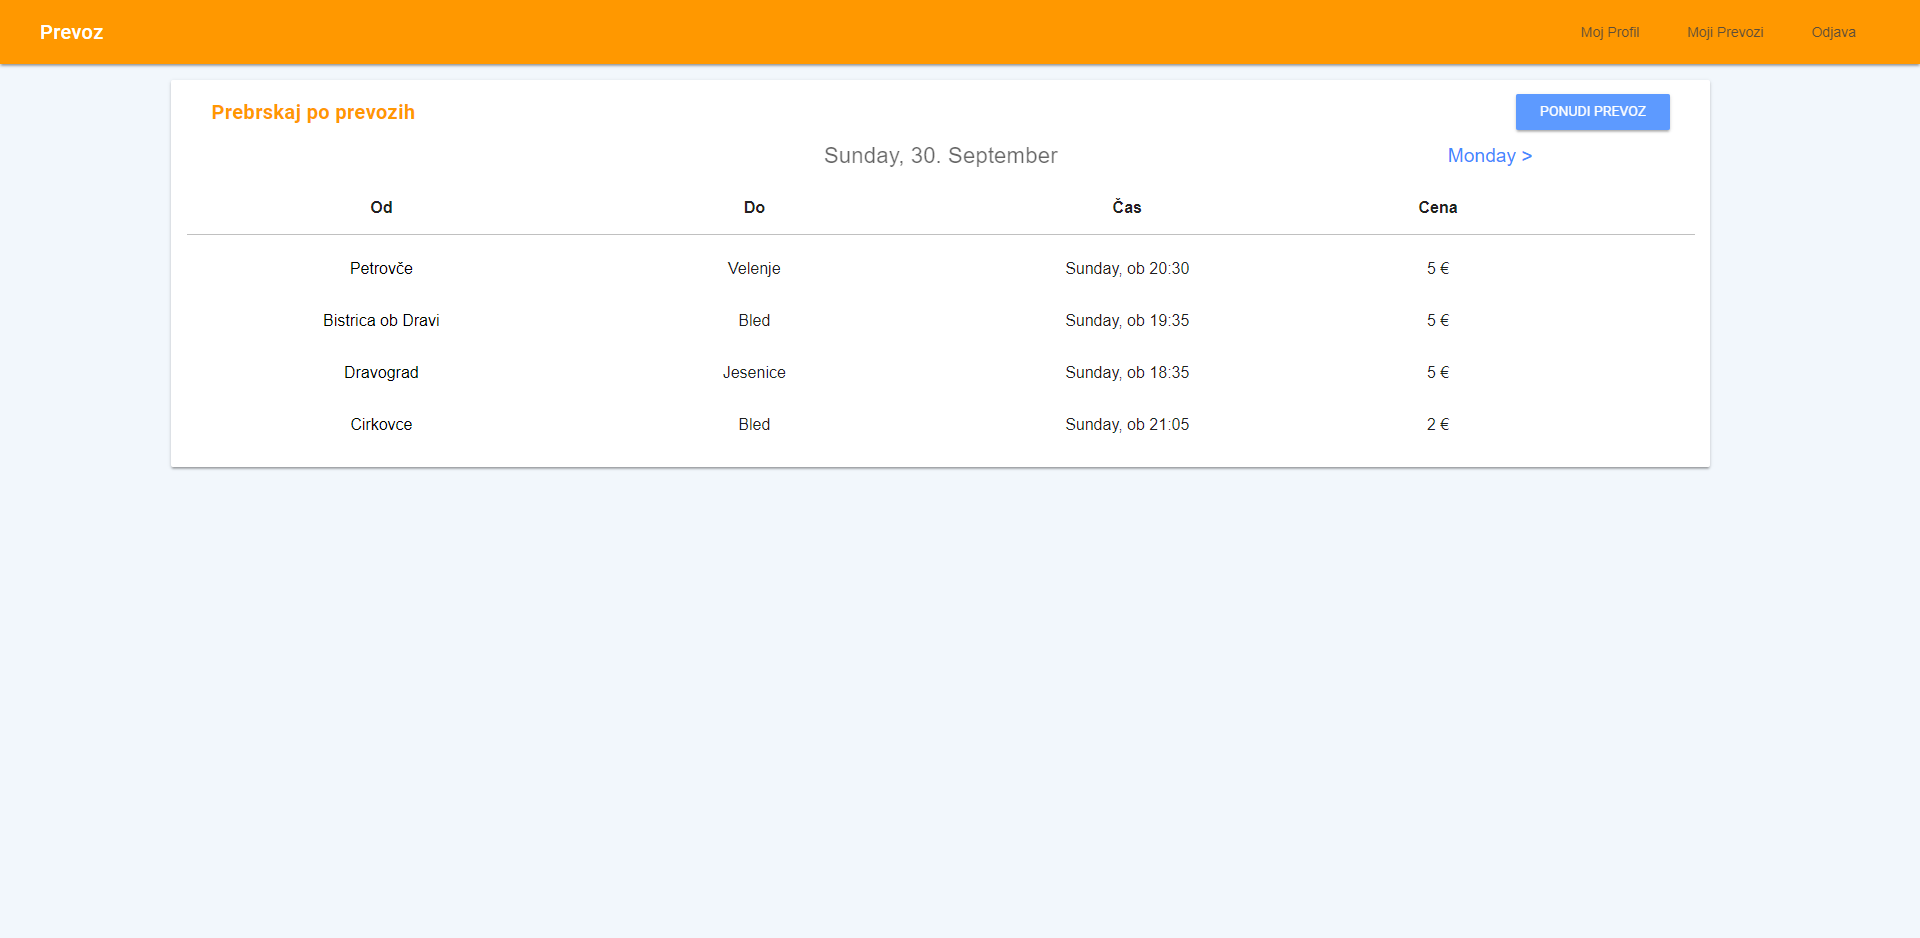 Prevoz Moj Profil Moji Prevozi Odjava
Prebrskaj po prevozih PONUDI PREVOZ
Sunday, 30. September Monday >
Od Do Čas Cena
Petrovče Velenje Sunday, ob 20:30 5 €
Bistrica ob Dravi Bled Sunday, ob 19:35 5 €
Dravograd Jesenice Sunday, ob 18:35 5 €
Cirkovce Bled Sunday, ob 21:05 2 €